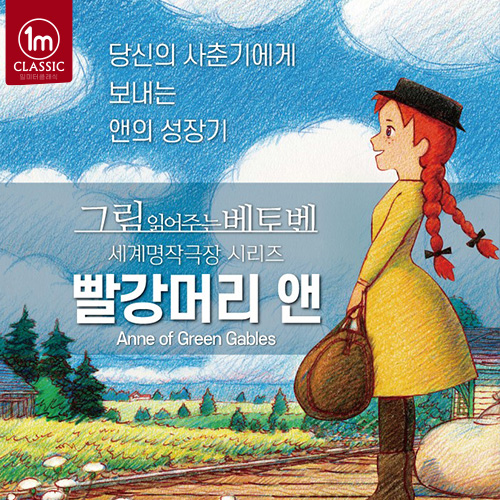 1m
CLASSIC
일미터클래식
당신의 사춘기에게
보내는
앤의 성장기
그림 읽어주는 베토벤
세계명작극장 시리즈
빨강머리 앤
Anne of Green Gables